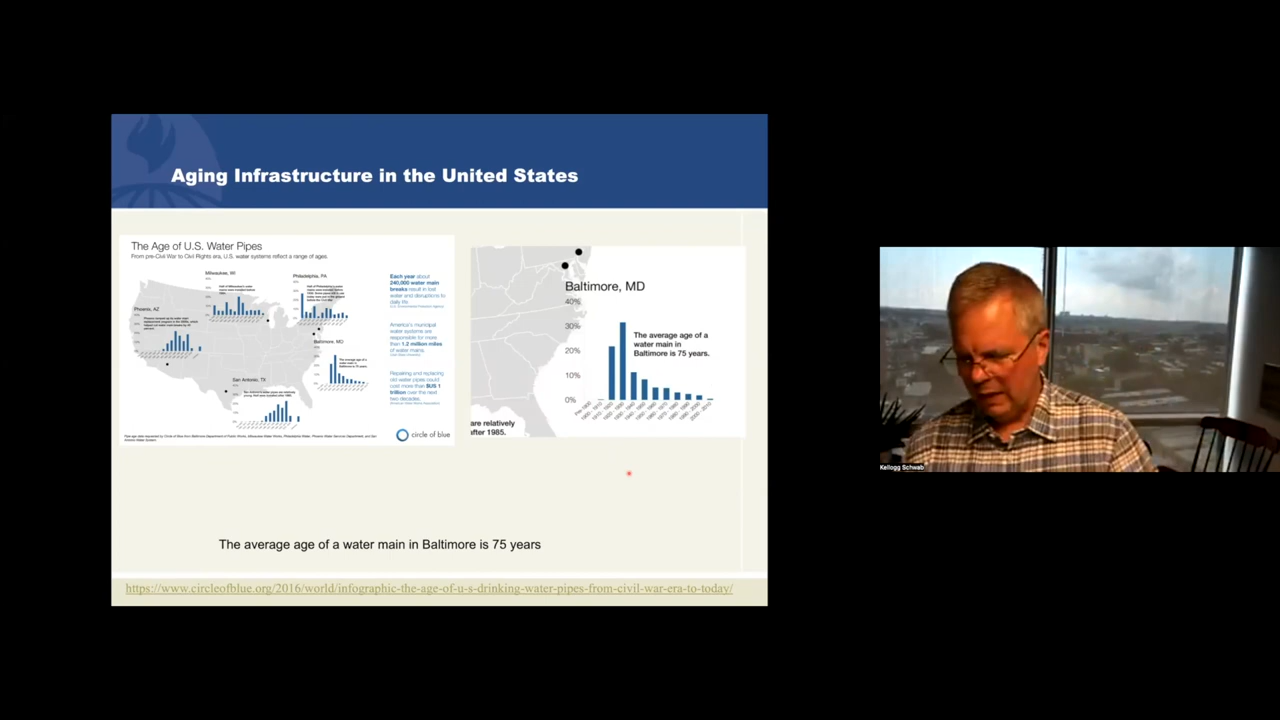 Aging Infrastructure in the United States
The Age of U.S. Water Pipes
From pre-Civil War to Civil Rights era, U.S. water systems reflect a range of ages.
Milwaukee, WI
Philadelphia, PA
Phoenix, AZ
Baltimore, MD
San Antonio, TX
Each year about
240,000 water main
breaks result in lost
water and disruptions to
daily life.
America's municipal
water systems are
responsible for more
than 1.2 million miles
of water mains.
Repairing and replacing
old water pipes could
cost more than $US 1
trillion over the next
two decades.
circle of blue
Baltimore, MD
40%
30%
20%
10%
0%
The average age of a
water main in
Baltimore is 75 years.
are relatively
after 1985.
The average age of a water main in Baltimore is 75 years
https://www.circleofblue.org/2016/world/infographic-the-age-of-u-s-drinking-water-pipes-from-civil-war-era-to-today/
Kellogg Schwab